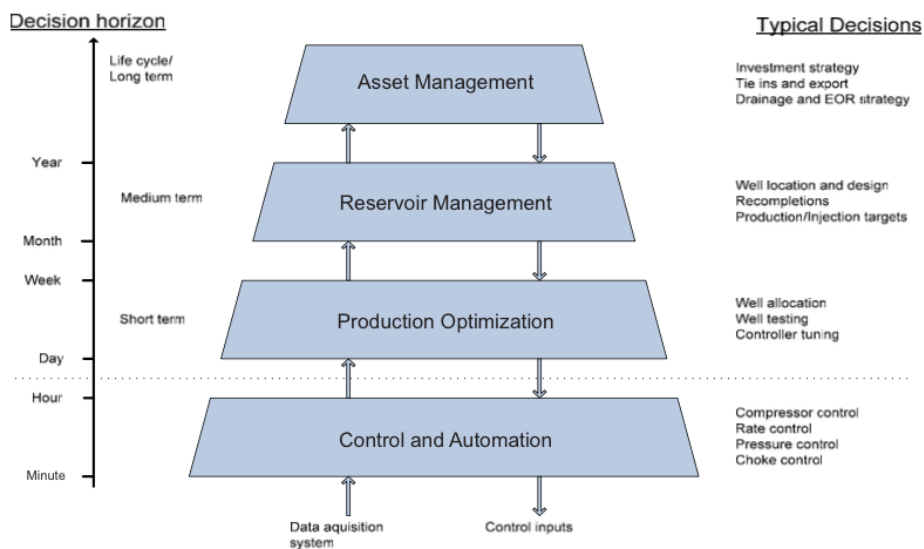 Decision horizon
Typical Decisions
Life cycle/
Long term
Asset Management
Investment strategy
Tie ins and export
Drainage and EOR strategy
Year
Medium term
Reservoir Management
Well location and design
Recompletions
Production/Injection targets
Month
Week
Short term
Production Optimization
Well allocation
Well testing
Controller tuning
Day
Hour
Control and Automation
Compressor control
Rate control
Pressure control
Choke control
Minute
Data aquisition
system
Control inputs